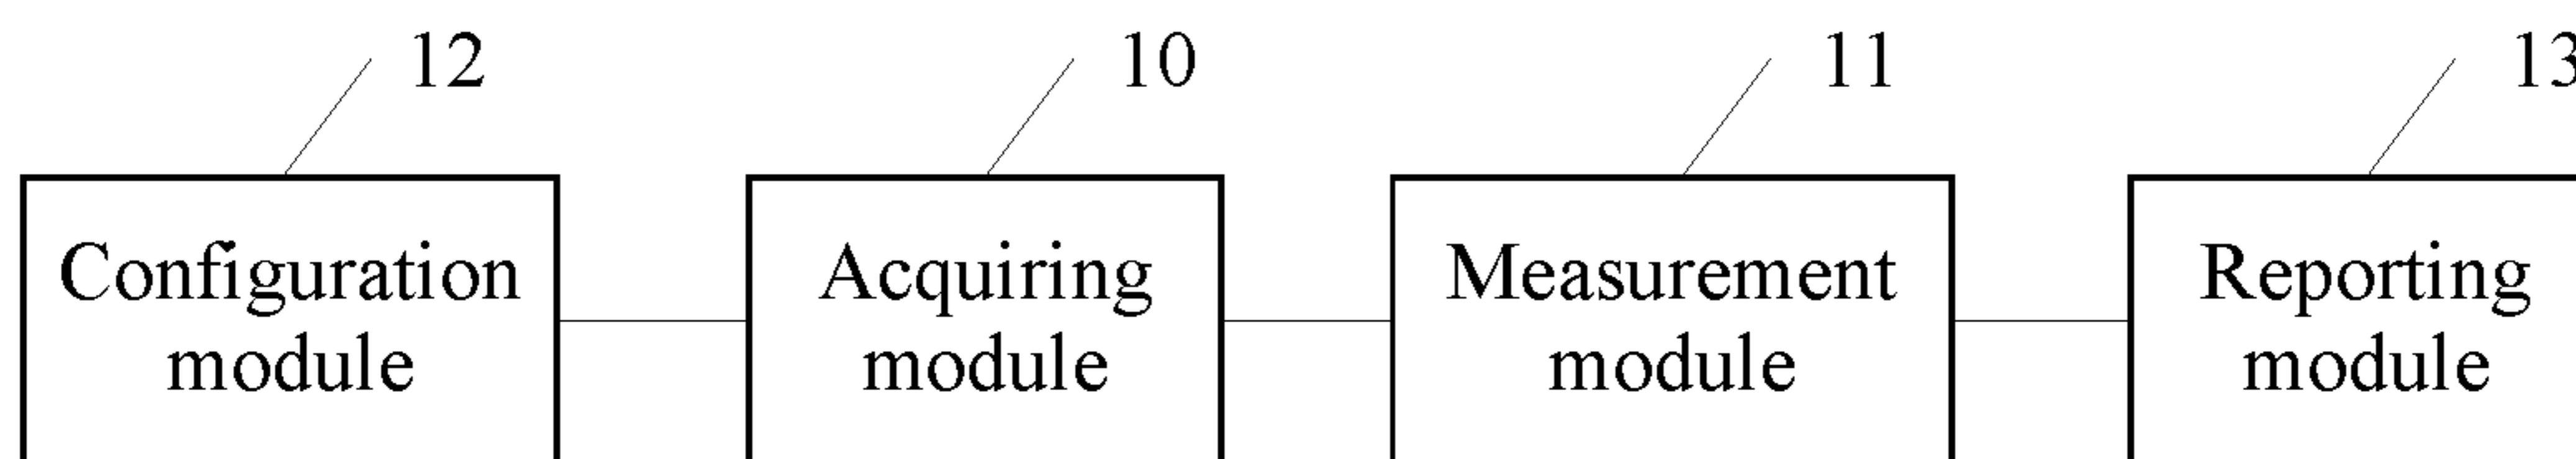 12
10
11
13
Configuration
module
Acquiring
module
Measurement
module
Reporting
module